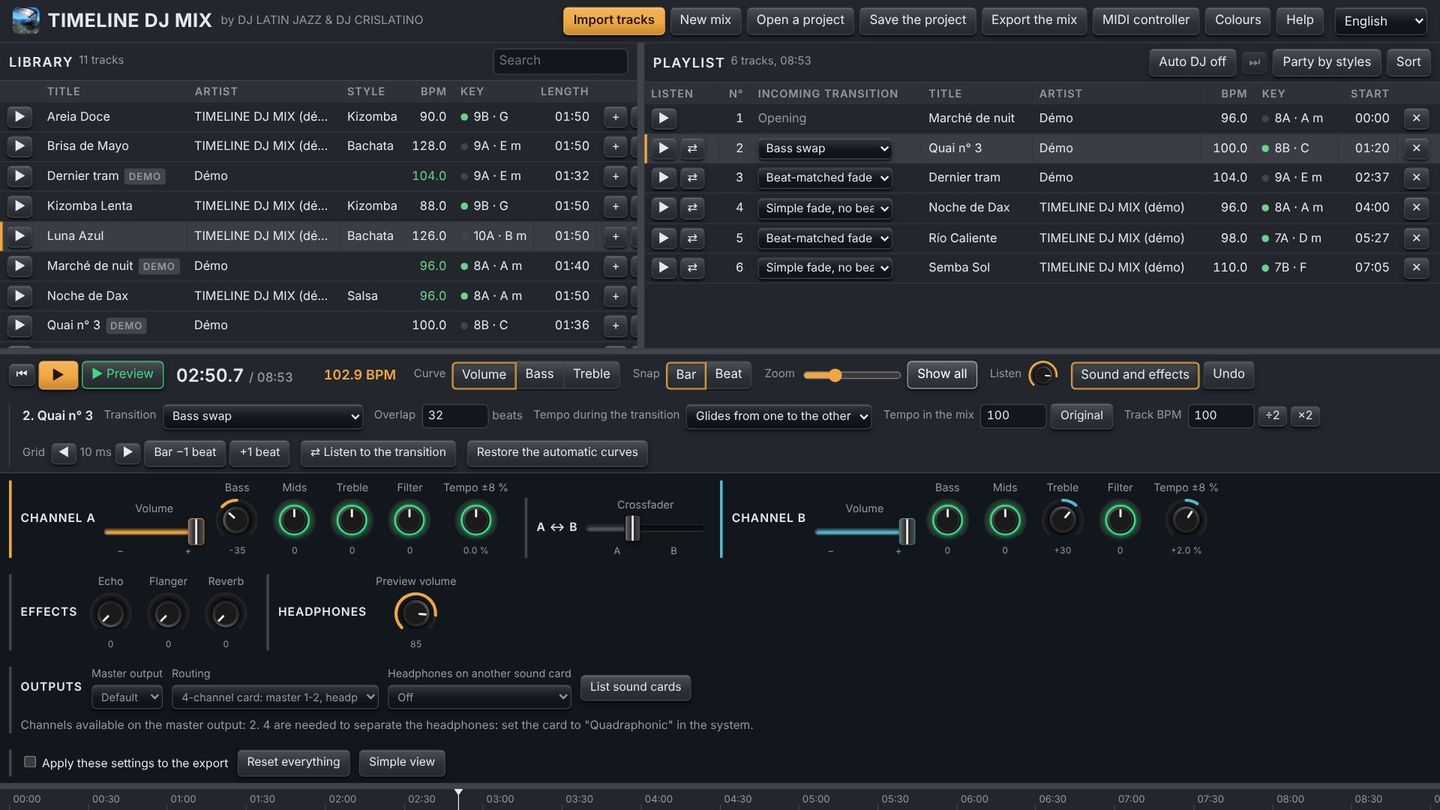 TIMELINE DJ MIX by DJ LATIN JAZZ & DJ CRISLATINO
Import tracks New mix Open a project Save the project Export the mix MIDI controller Colours Help English
LIBRARY 11 tracks Search
TITLE ARTIST STYLE BPM KEY LENGTH
Areia Doce TIMELINE DJ MIX (dé... Kizomba 90.0 9B · G 01:50 +
Brisa de Mayo TIMELINE DJ MIX (dé... Bachata 128.0 9A · E m 01:50 +
Dernier tram DEMO Démo 104.0 9A · E m 01:32 +
Kizomba Lenta TIMELINE DJ MIX (dé... Kizomba 88.0 9B · G 01:50 +
Luna Azul TIMELINE DJ MIX (dé... Bachata 126.0 10A · B m 01:50 +
Marché de nuit DEMO Démo 96.0 8A · A m 01:40 +
Noche de Dax TIMELINE DJ MIX (dé... Salsa 96.0 8A · A m 01:50 +
Quai n° 3 DEMO Démo 100.0 8B · C 01:36 +
PLAYLIST 6 tracks, 08:53 Auto DJ off Party by styles Sort
LISTEN N° INCOMING TRANSITION TITLE ARTIST BPM KEY START
1 Opening Marché de nuit Démo 96.0 8A · A m 00:00 ×
2 Bass swap Quai n° 3 Démo 100.0 8B · C 01:20 ×
3 Beat-matched fade Dernier tram Démo 104.0 9A · E m 02:37 ×
4 Simple fade, no bea Noche de Dax TIMELINE DJ MIX (démo) 96.0 8A · A m 04:00 ×
5 Beat-matched fade Río Caliente TIMELINE DJ MIX (démo) 98.0 7A · D m 05:27 ×
6 Simple fade, no bea Semba Sol TIMELINE DJ MIX (démo) 110.0 7B · F 07:05 ×
Preview 02:50.7 / 08:53 102.9 BPM Curve Volume Bass Treble Snap Bar Beat Zoom Show all Listen Sound and effects Undo
2. Quai n° 3 Transition Bass swap Overlap 32 beats Tempo during the transition Glides from one to the other Tempo in the mix 100 Original Track BPM 100 ÷2 ×2
Grid 10 ms Bar −1 beat +1 beat ⇄ Listen to the transition Restore the automatic curves
CHANNEL A Volume − + Bass -35 Mids 0 Treble 0 Filter 0 Tempo ±8 % 0.0 %
A ↔ B Crossfader A B
CHANNEL B Volume − + Bass 0 Mids 0 Treble +30 Filter 0 Tempo ±8 % +2.0 %
EFFECTS Echo 0 Flanger 0 Reverb 0
HEADPHONES Preview volume 85
OUTPUTS Master output Default Routing 4-channel card: master 1-2, headp Headphones on another sound card Off List sound cards
Channels available on the master output: 2. 4 are needed to separate the headphones: set the card to "Quadraphonic" in the system.
Apply these settings to the export Reset everything Simple view
00:00 00:30 01:00 01:30 02:00 02:30 03:00 03:30 04:00 04:30 05:00 05:30 06:00 06:30 07:00 07:30 08:00 08:30